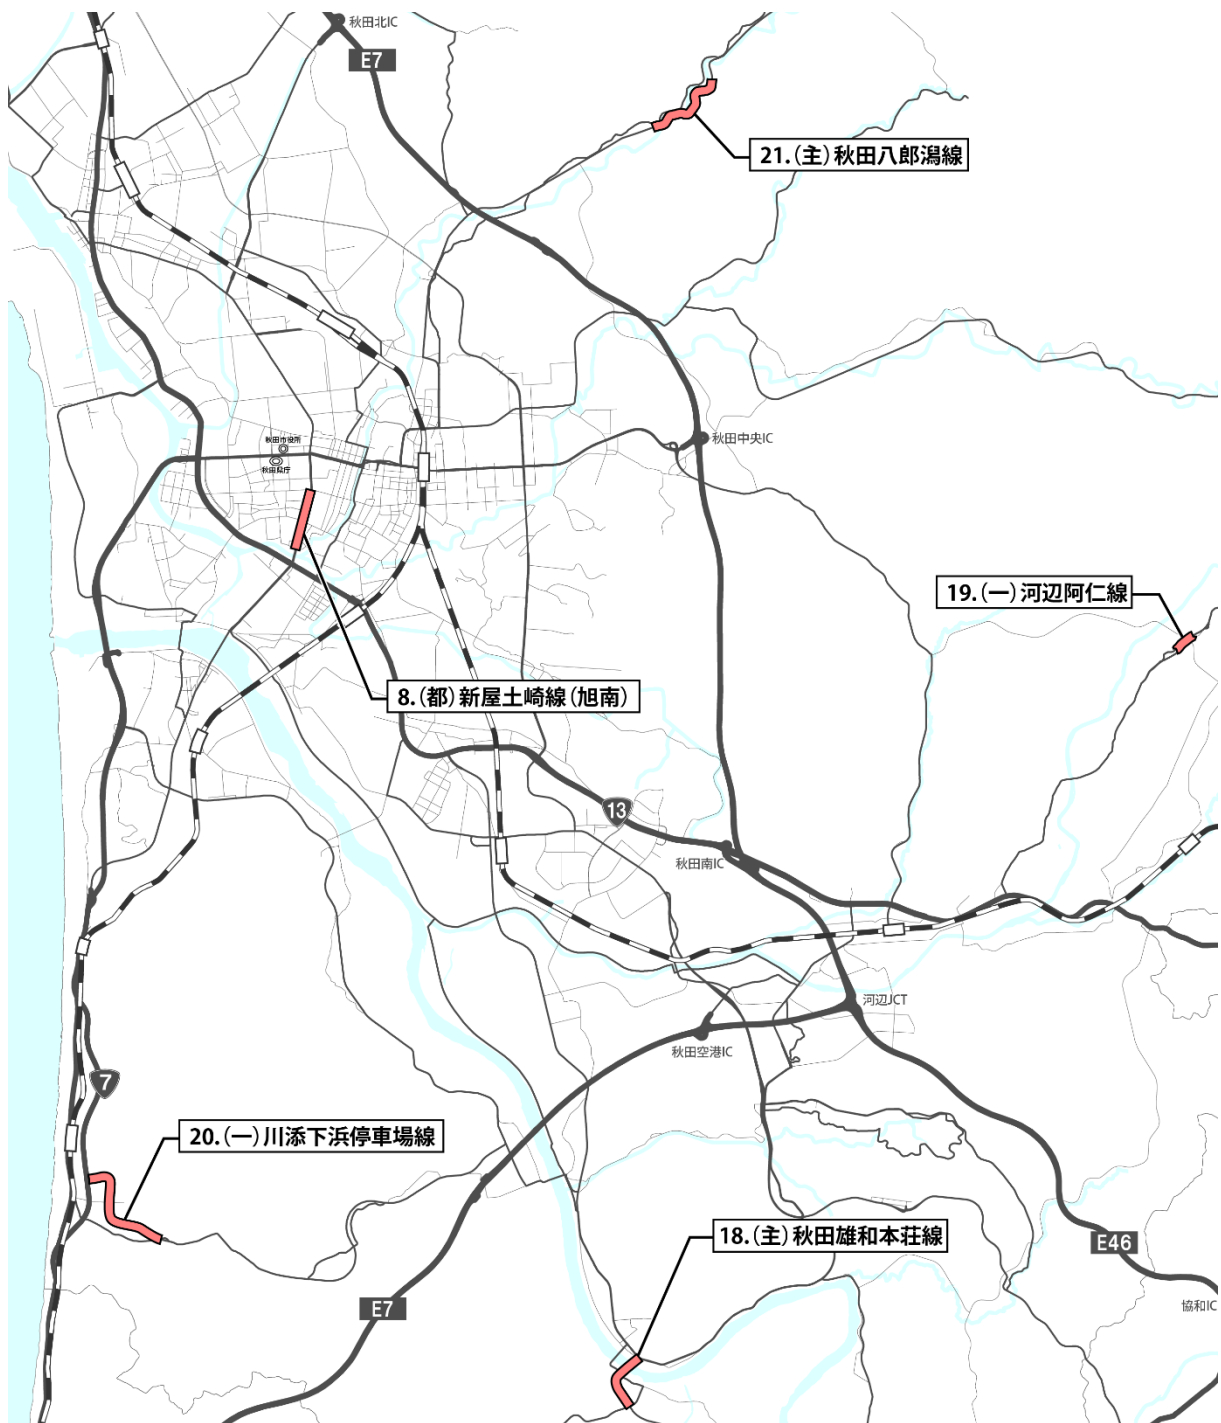 秋田北IC
E7
21.(主)秋田八郎潟線
秋田中央IC
秋田市役所
秋田県庁
19.(一)河辺阿仁線
8.(都)新屋土崎線(旭南)
13
秋田南IC
河辺JCT
秋田空港IC
7
20.(一)川添下浜停車場線
18.(主)秋田雄和本荘線
E46
E7
協和IC